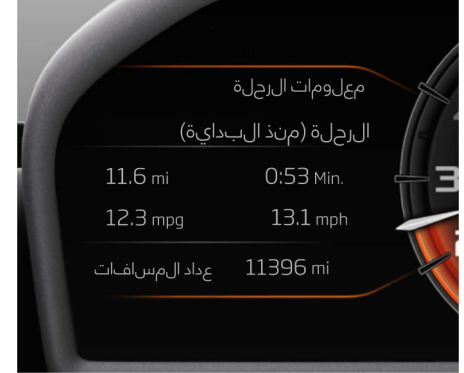 معلومات الرحلة
الرحلة (منذ البداية)
11.6 mi 0:53 Min.
12.3 mpg 13.1 mph
عداد المسافات 11396 mi
3